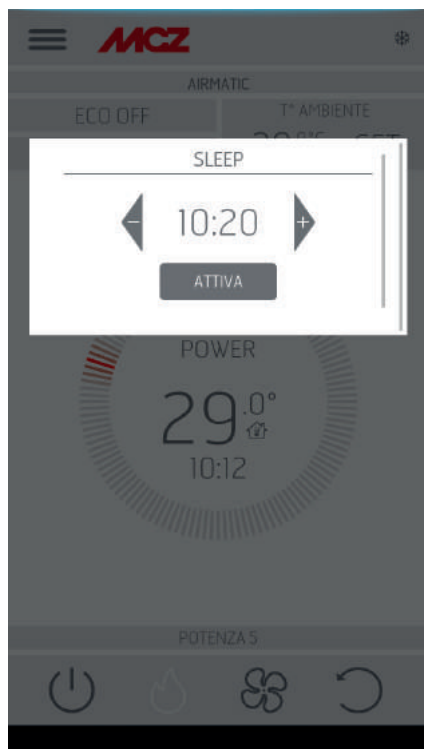 MCZ
AIRMATIC
ECO OFF
T° AMBIENTE
SLEEP
- 10:20 +
ATTIVA
POWER
29.0°
10:12
POTENZA 5